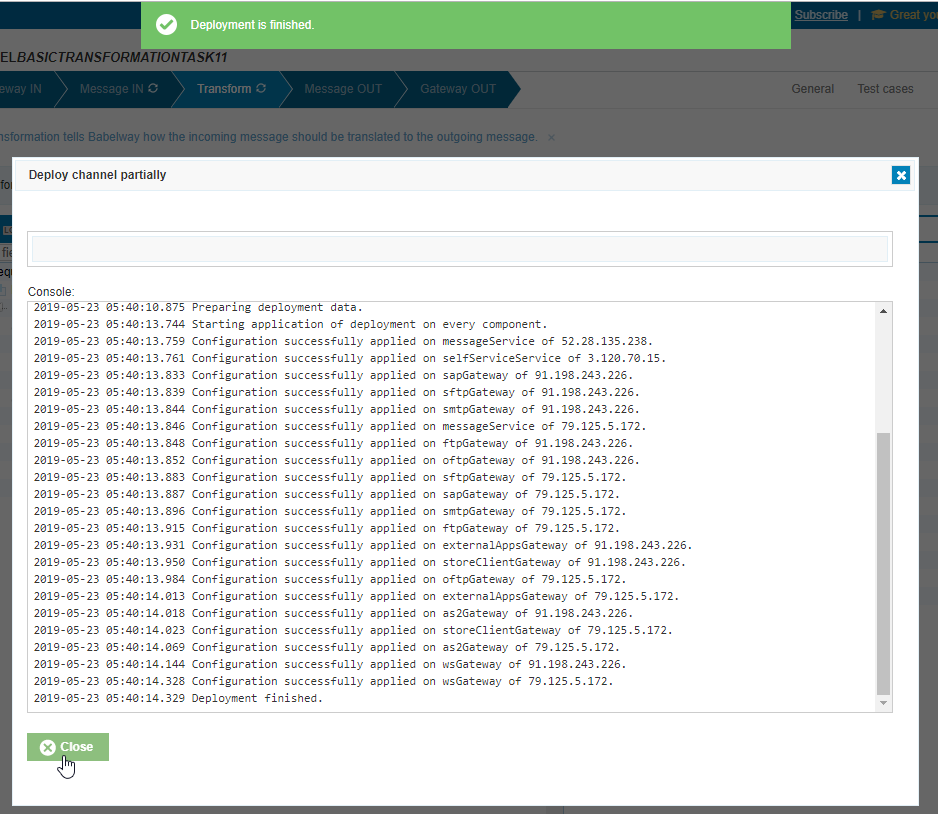 Deployment is finished.
Subscribe | Great you
ELBASICTRANSFORMATIONTASK11
eway IN Message IN Transform Message OUT Gateway OUT General Test cases
nsformation tells Babelway how the incoming message should be translated to the outgoing message. ×
Deploy channel partially
for
Console:
fie
equ
2019-05-23 05:40:10.875 Preparing deployment data.
2019-05-23 05:40:13.744 Starting application of deployment on every component.
2019-05-23 05:40:13.759 Configuration successfully applied on messageService of 52.28.135.238.
2019-05-23 05:40:13.761 Configuration successfully applied on selfServiceService of 3.120.70.15.
2019-05-23 05:40:13.833 Configuration successfully applied on sapGateway of 91.198.243.226.
2019-05-23 05:40:13.839 Configuration successfully applied on sftpGateway of 91.198.243.226.
2019-05-23 05:40:13.844 Configuration successfully applied on smtpGateway of 91.198.243.226.
2019-05-23 05:40:13.846 Configuration successfully applied on messageService of 79.125.5.172.
2019-05-23 05:40:13.848 Configuration successfully applied on ftpGateway of 91.198.243.226.
2019-05-23 05:40:13.852 Configuration successfully applied on oftpGateway of 91.198.243.226.
2019-05-23 05:40:13.883 Configuration successfully applied on sftpGateway of 79.125.5.172.
2019-05-23 05:40:13.887 Configuration successfully applied on sapGateway of 79.125.5.172.
2019-05-23 05:40:13.896 Configuration successfully applied on smtpGateway of 79.125.5.172.
2019-05-23 05:40:13.915 Configuration successfully applied on ftpGateway of 79.125.5.172.
2019-05-23 05:40:13.931 Configuration successfully applied on externalAppsGateway of 91.198.243.226.
2019-05-23 05:40:13.950 Configuration successfully applied on storeClientGateway of 91.198.243.226.
2019-05-23 05:40:13.984 Configuration successfully applied on oftpGateway of 79.125.5.172.
2019-05-23 05:40:14.013 Configuration successfully applied on externalAppsGateway of 79.125.5.172.
2019-05-23 05:40:14.018 Configuration successfully applied on as2Gateway of 91.198.243.226.
2019-05-23 05:40:14.023 Configuration successfully applied on storeClientGateway of 79.125.5.172.
2019-05-23 05:40:14.069 Configuration successfully applied on as2Gateway of 79.125.5.172.
2019-05-23 05:40:14.144 Configuration successfully applied on wsGateway of 91.198.243.226.
2019-05-23 05:40:14.328 Configuration successfully applied on wsGateway of 79.125.5.172.
2019-05-23 05:40:14.329 Deployment finished.
Close